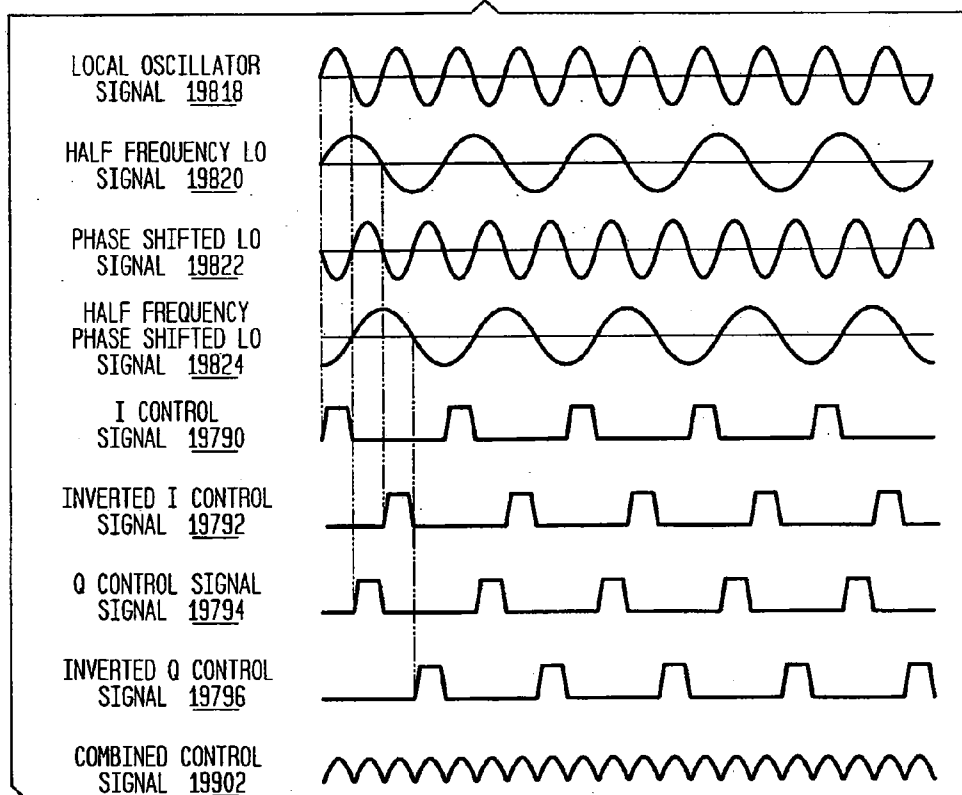 LOCAL OSCILLATOR
SIGNAL 19818
HALF FREQUENCY LO
SIGNAL 19820
PHASE SHIFTED LO
SIGNAL 19822
HALF FREQUENCY
PHASE SHIFTED LO
SIGNAL 19824
I CONTROL
SIGNAL 19790
INVERTED I CONTROL
SIGNAL 19792
Q CONTROL SIGNAL
SIGNAL 19794
INVERTED Q CONTROL
SIGNAL 19796
COMBINED CONTROL
SIGNAL 19902